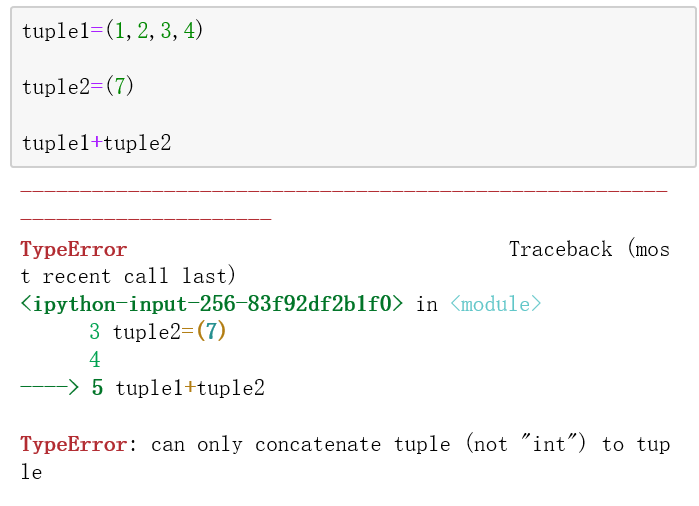 tuple1=(1,2,3,4)
tuple2=(7)
tuple1+tuple2
---------------------------------------------------------
----------------------
TypeError                                 Traceback (mos
t recent call last)
<ipython-input-256-83f92df2b1f0> in <module>
3 tuple2=(7)
4
----> 5 tuple1+tuple2
TypeError: can only concatenate tuple (not "int") to tup
le